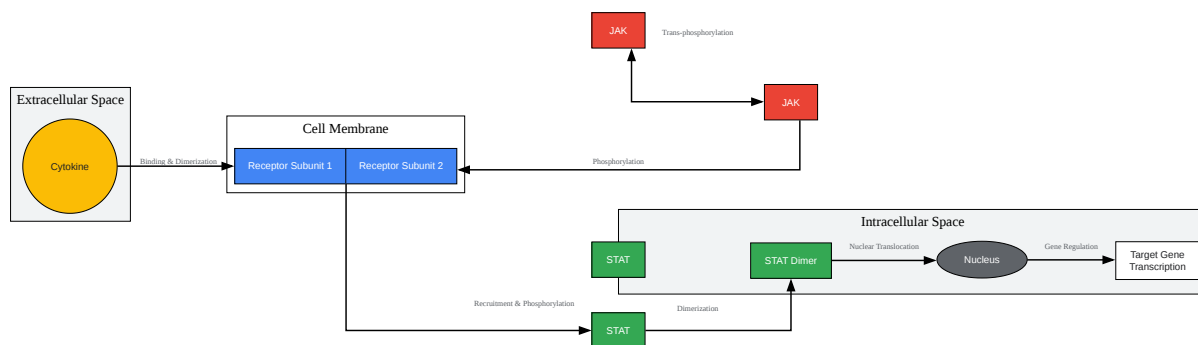 JAK
Trans-phosphorylation
Extracellular Space
JAK
Cell Membrane
Cytokine
Binding & Dimerization
Receptor Subunit 1
Receptor Subunit 2
Phosphorylation
Intracellular Space
STAT
STAT Dimer
Nuclear Translocation
Nucleus
Gene Regulation
Target Gene
Transcription
Recruitment & Phosphorylation
STAT
Dimerization